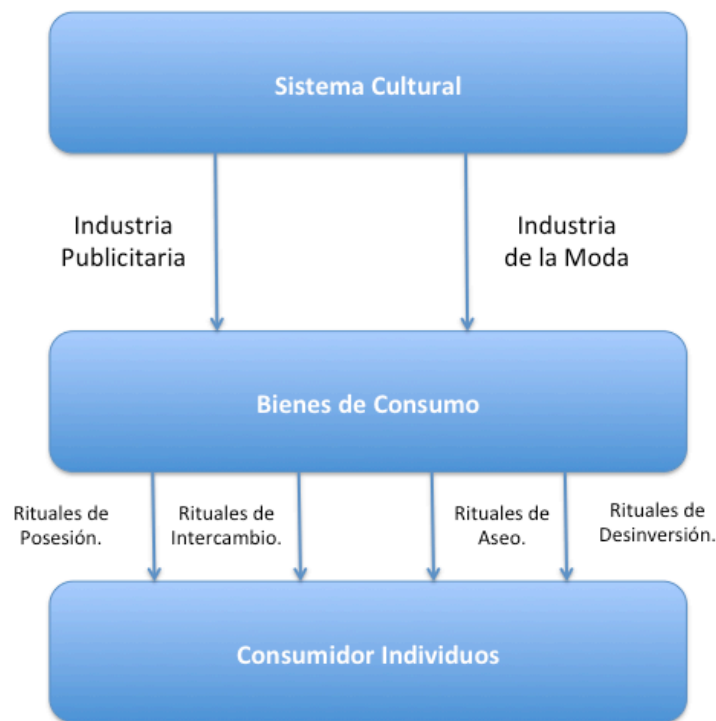 Sistema Cultural
Industria
Publicitaria
Industria
de la Moda
Bienes de Consumo
Rituales de
Posesión.
Rituales de
Intercambio.
Rituales de
Aseo.
Rituales de
Desinversión.
Consumidor Individuos